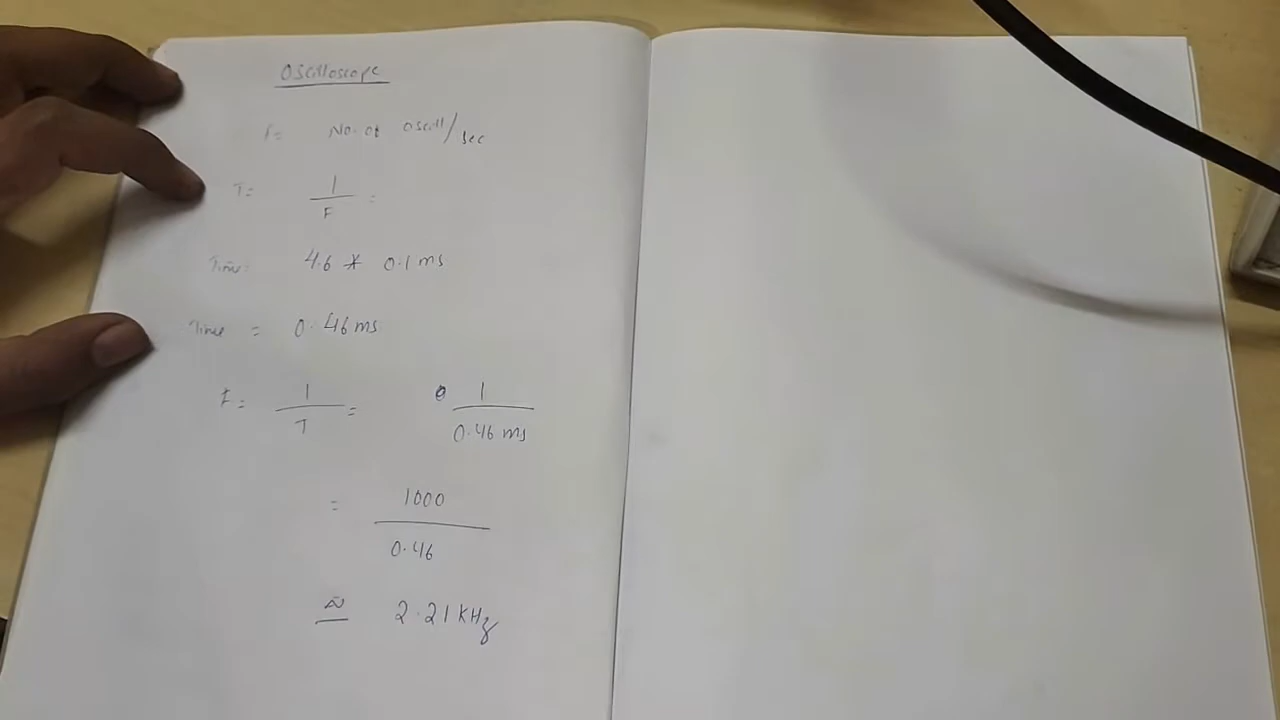 Oscilloscope
F= No. of Oscill/sec
T= 1/F =
Time: 4.6 * 0.1 ms
Time = 0.46 ms
F= 1/T = 1/0.46 ms
= 1000/0.46
≅ 2.21 KHz